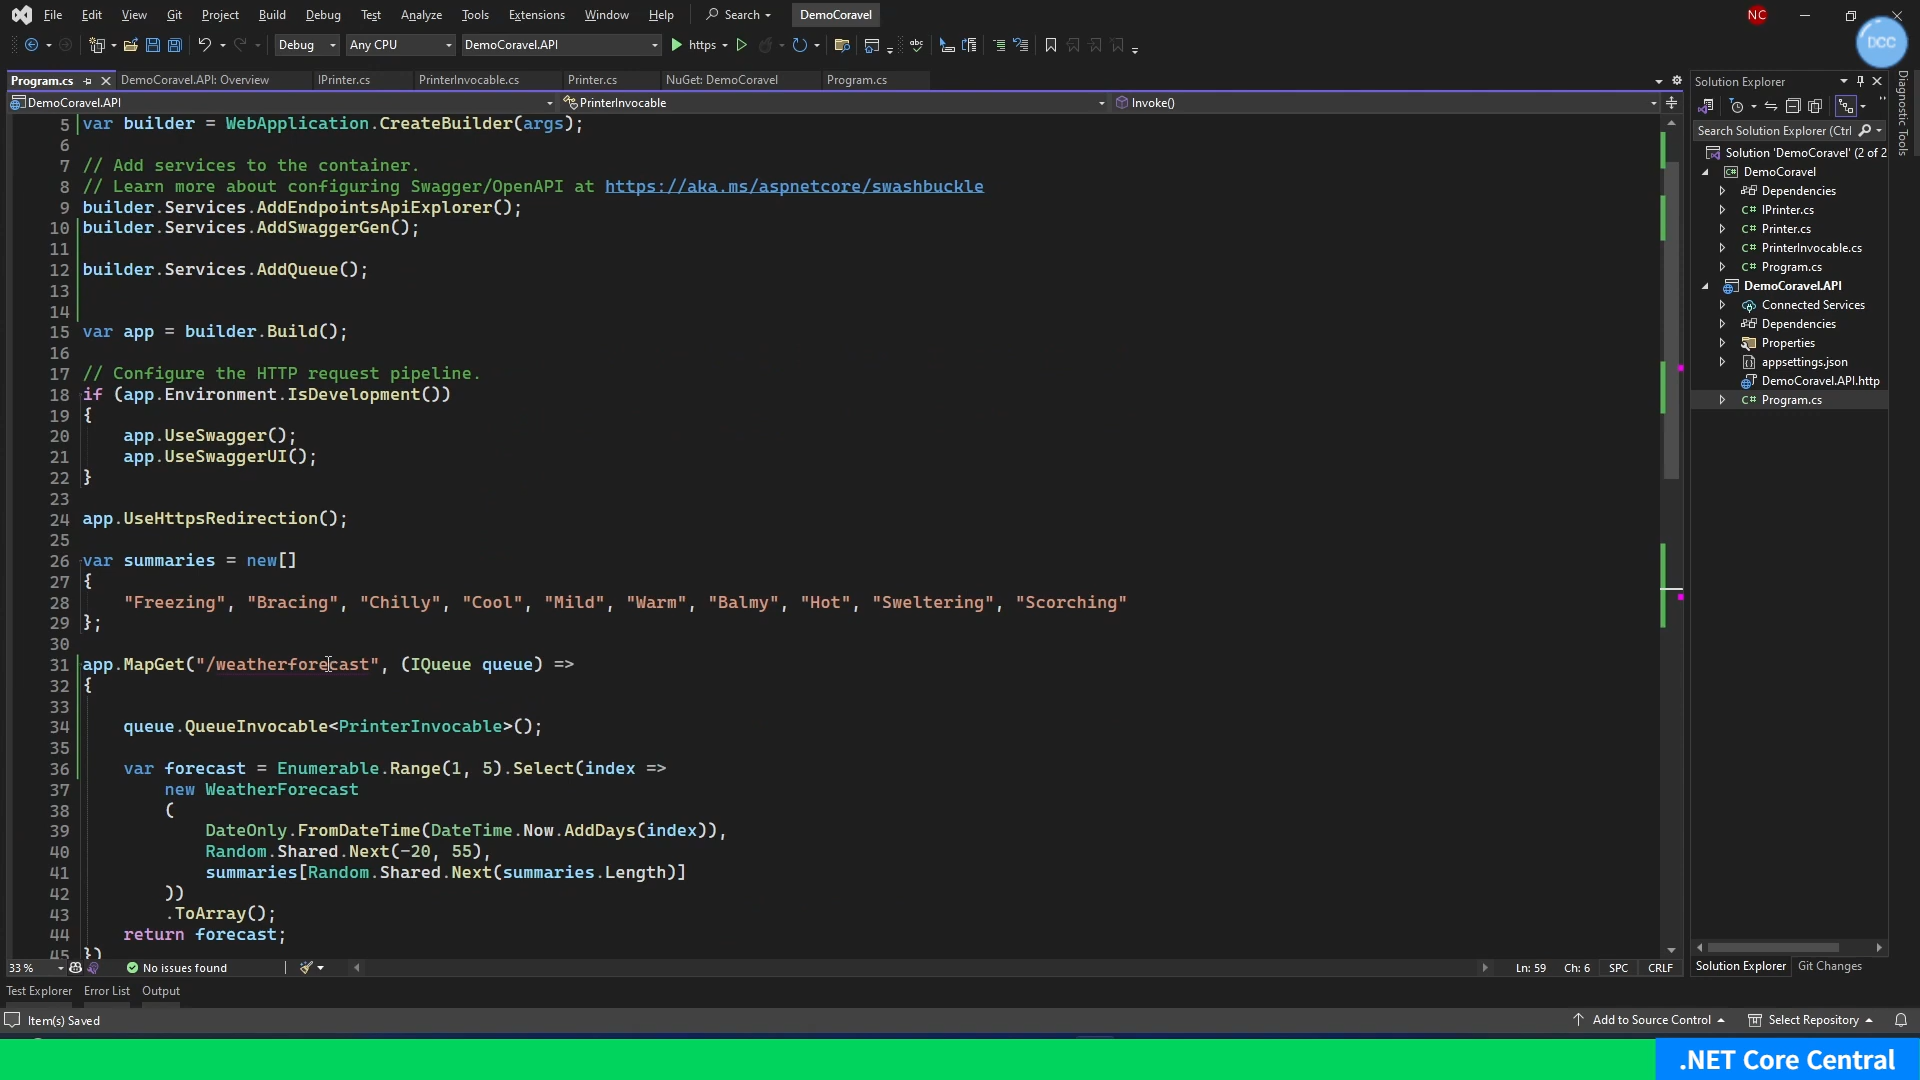 File Edit View Git Project Build Debug Test Analyze Tools Extensions Window Help Search DemoCoravel NC
DCC
Debug Any CPU DemoCoravel.API https
Program.cs DemoCoravel.API: Overview IPrinter.cs PrinterInvocable.cs Printer.cs NuGet: DemoCoravel Program.cs
DemoCoravel.API PrinterInvocable Invoke()
5 var builder = WebApplication.CreateBuilder(args);
6
7 // Add services to the container.
8 // Learn more about configuring Swagger/OpenAPI at https://aka.ms/aspnetcore/swashbuckle
9 builder.Services.AddEndpointsApiExplorer();
10 builder.Services.AddSwaggerGen();
11
12 builder.Services.AddQueue();
13
14
15 var app = builder.Build();
16
17 // Configure the HTTP request pipeline.
18 if (app.Environment.IsDevelopment())
19 {
20 app.UseSwagger();
21 app.UseSwaggerUI();
22 }
23
24 app.UseHttpsRedirection();
25
26 var summaries = new[]
27 {
28 "Freezing", "Bracing", "Chilly", "Cool", "Mild", "Warm", "Balmy", "Hot", "Sweltering", "Scorching"
29 };
30
31 app.MapGet("/weatherforecast", (IQueue queue) =>
32 {
33
34 queue.QueueInvocable<PrinterInvocable>();
35
36 var forecast = Enumerable.Range(1, 5).Select(index =>
37 new WeatherForecast
38 (
39 DateOnly.FromDateTime(DateTime.Now.AddDays(index)),
40 Random.Shared.Next(-20, 55),
41 summaries[Random.Shared.Next(summaries.Length)]
42 ))
43 .ToArray();
44 return forecast;
45 })
33 % No issues found Ln: 59 Ch: 6 SPC CRLF
Test Explorer Error List Output
Item(s) Saved Add to Source Control Select Repository
Solution Explorer
Search Solution Explorer (Ctrl
Solution 'DemoCoravel' (2 of 2
DemoCoravel
Dependencies
C# IPrinter.cs
C# Printer.cs
C# PrinterInvocable.cs
C# Program.cs
DemoCoravel.API
Connected Services
Dependencies
Properties
appsettings.json
DemoCoravel.API.http
C# Program.cs
Solution Explorer Git Changes
Diagnostic Tools
.NET Core Central